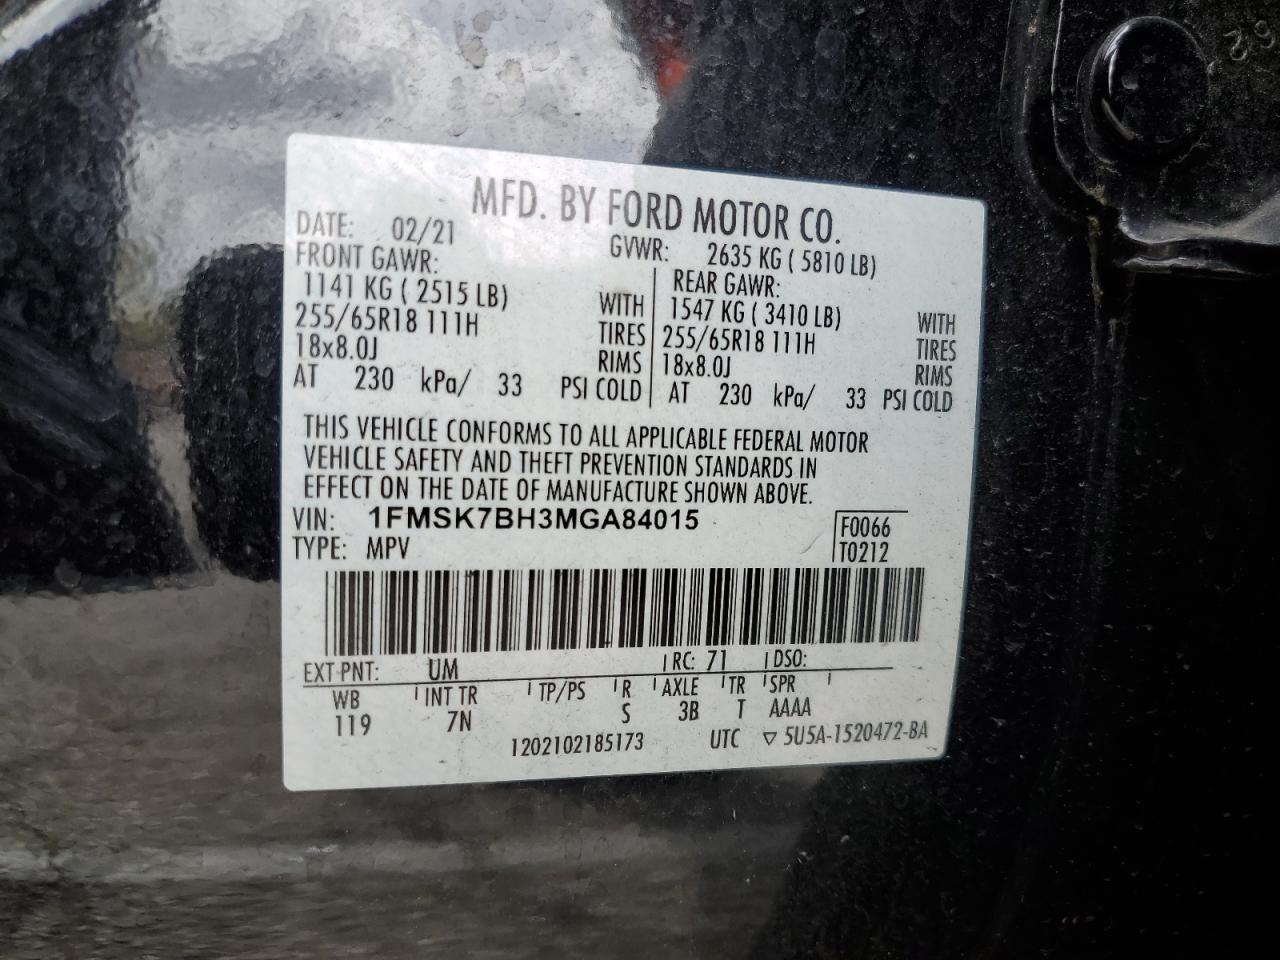 MFD. BY FORD MOTOR CO.
DATE: 02/21 GVWR: 2635 KG ( 5810 LB)
FRONT GAWR: REAR GAWR:
1141 KG ( 2515 LB) WITH 1547 KG ( 3410 LB) WITH
255/65R18 111H TIRES 255/65R18 111H TIRES
18x8.0J RIMS 18x8.0J RIMS
AT 230 kPa/ 33 PSI COLD AT 230 kPa/ 33 PSI COLD
THIS VEHICLE CONFORMS TO ALL APPLICABLE FEDERAL MOTOR
VEHICLE SAFETY AND THEFT PREVENTION STANDARDS IN
EFFECT ON THE DATE OF MANUFACTURE SHOWN ABOVE.
VIN: 1FMSK7BH3MGA84015 F0066
TYPE: MPV T0212
EXT PNT: UM RC: 71 DSO:
WB INT TR TP/PS R AXLE TR SPR
119 7N S 3B T AAAA
1202102185173 UTC ▽ 5U5A-1520472-BA